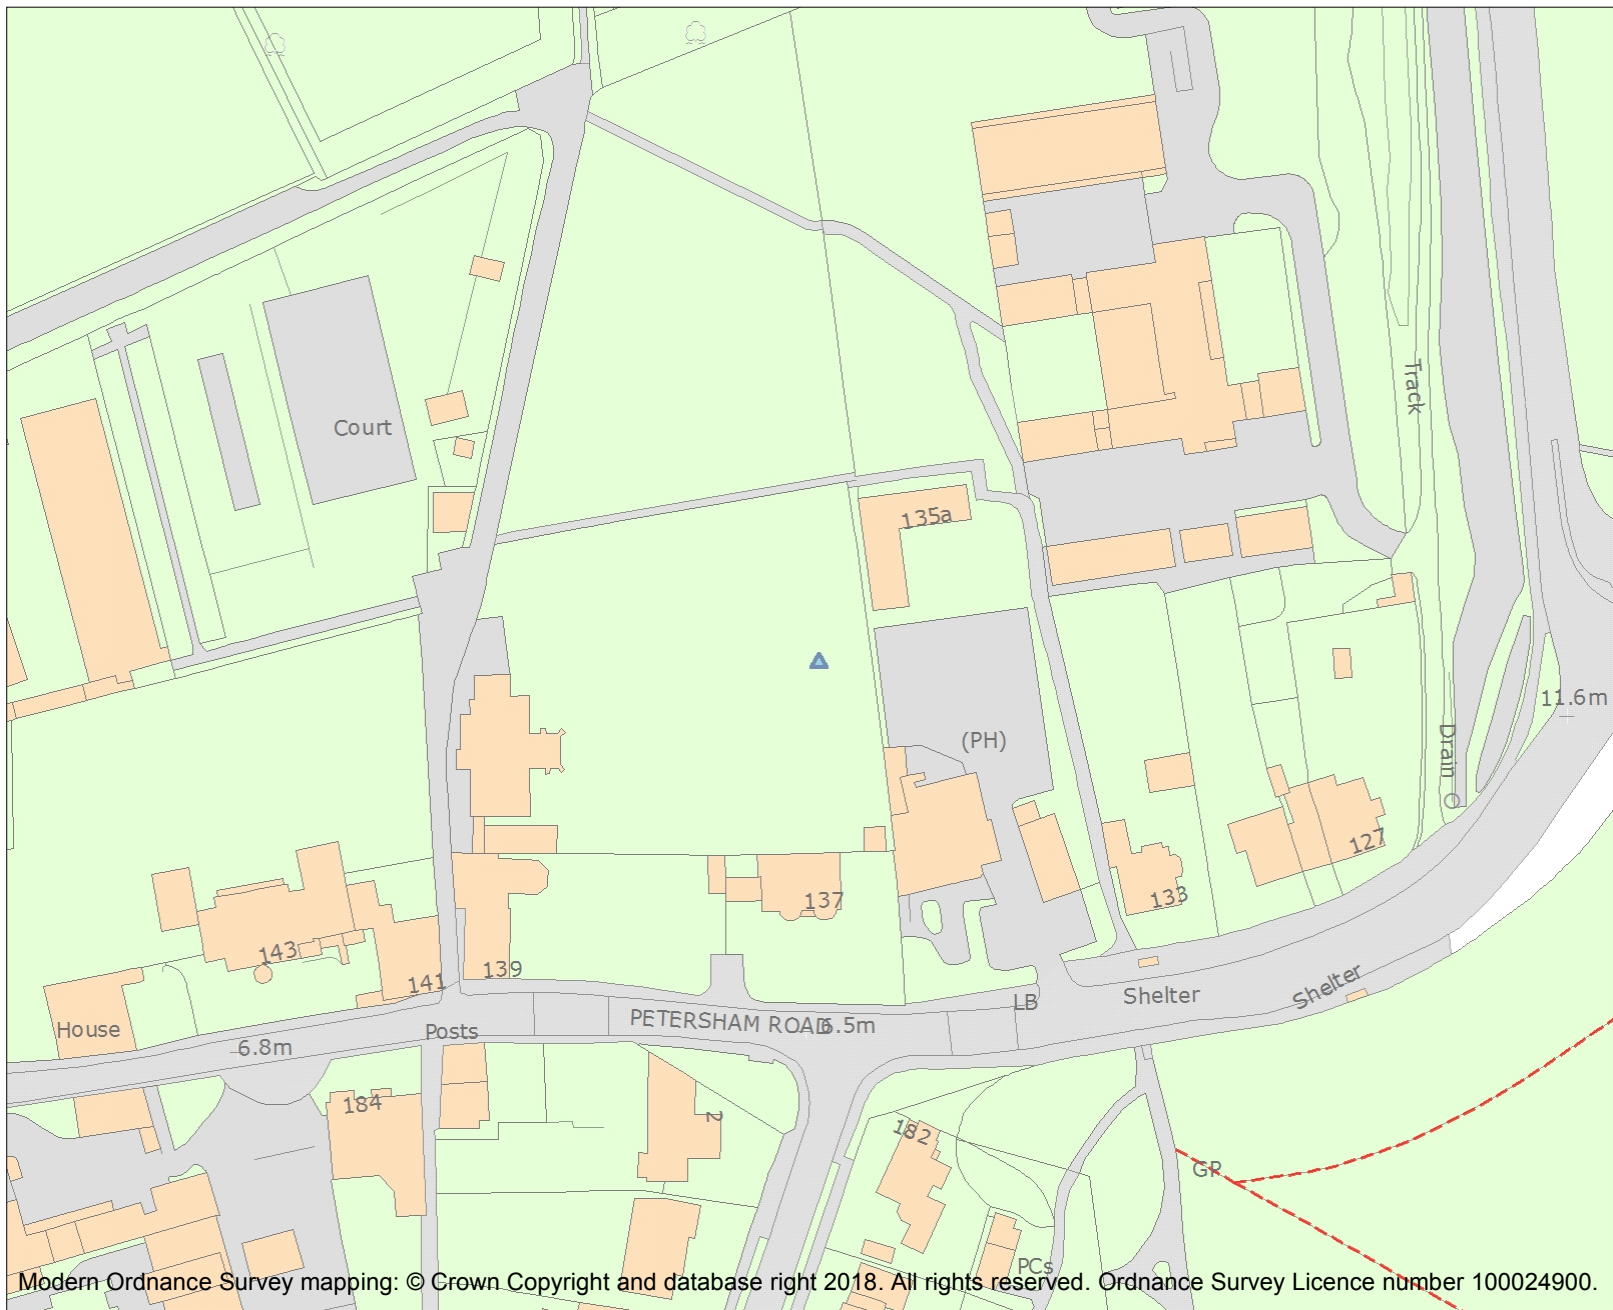 Track
Court
135a
11.6m
(PH)
Drain
127
137
133
143
139
141
LB
Shelter
Shelter
House
Posts
PETERSHAM ROAD
6.5m
6.8m
184
2
182
GP
PCs
Modern Ordnance Survey mapping: © Crown Copyright and database right 2018. All rights reserved. Ordnance Survey Licence number 100024900.